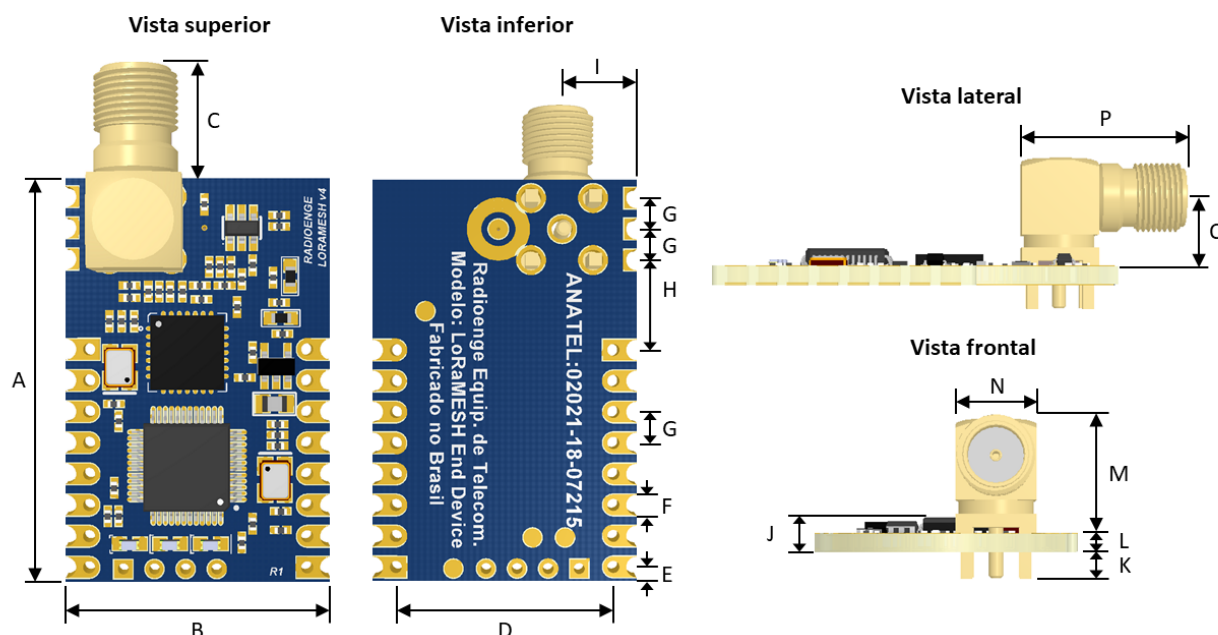 Vista superior
Vista inferior
Vista lateral
Vista frontal
A
B
C
RADIOENGE
LORAMESH v4
R1
I
G
G
H
G
F
E
D
ANATEL:02021-18-07215
Radioenge Equip. de Telecom.
Modelo: LoRaMESH End Device
Fabricado no Brasil
P
O
N
M
J
L
K